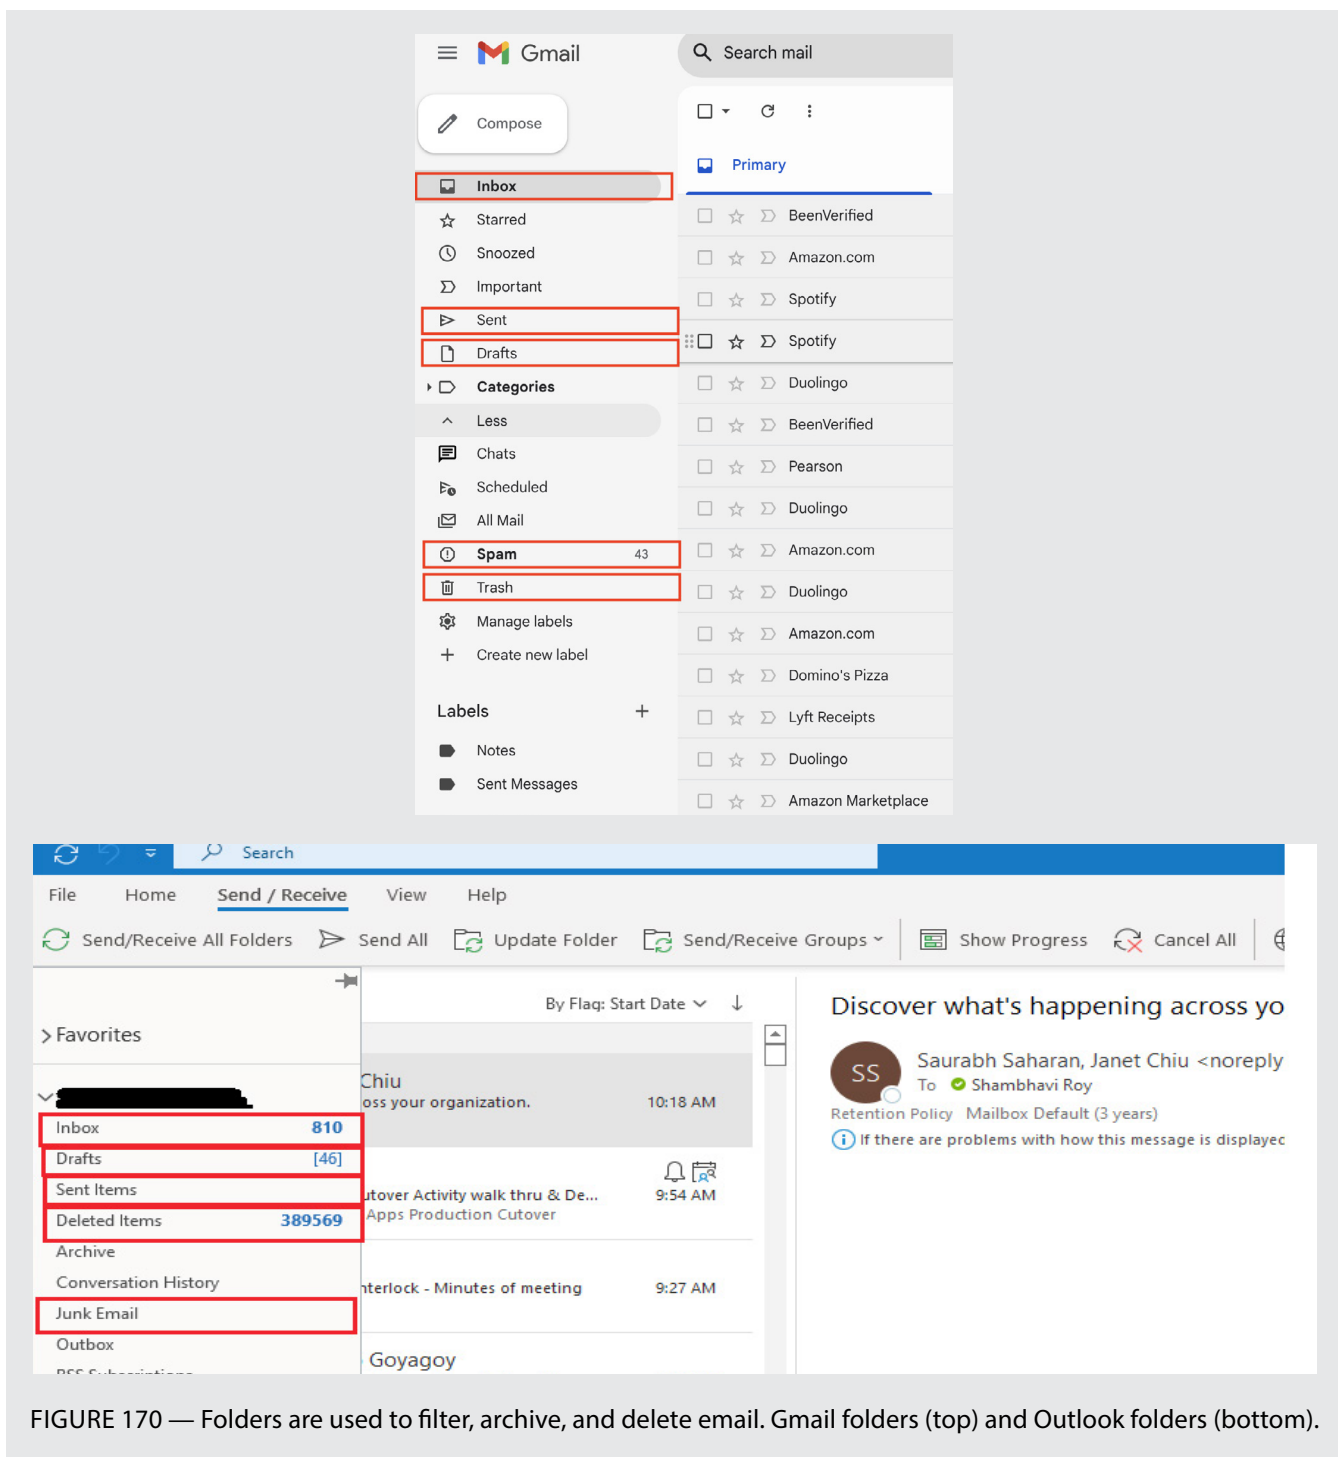 Gmail
Search mail
Compose
Primary
Inbox
Starred
Snoozed
Important
Sent
Drafts
Categories
Less
Chats
Scheduled
All Mail
Spam 43
Trash
Manage labels
Create new label
Labels +
Notes
Sent Messages
BeenVerified
Amazon.com
Spotify
Spotify
Duolingo
BeenVerified
Pearson
Duolingo
Amazon.com
Duolingo
Amazon.com
Domino's Pizza
Lyft Receipts
Duolingo
Amazon Marketplace
Search
File Home Send / Receive View Help
Send/Receive All Folders Send All Update Folder Send/Receive Groups Show Progress Cancel All
Favorites
Inbox 810
Drafts [46]
Sent Items
Deleted Items 389569
Archive
Conversation History
Junk Email
Outbox
RSS Subscriptions
By Flag: Start Date
Chiu
oss your organization. 10:18 AM
utover Activity walk thru & De... 9:54 AM
Apps Production Cutover
nterlock - Minutes of meeting 9:27 AM
Goyagoy
Discover what's happening across yo
SS
Saurabh Saharan, Janet Chiu <noreply
To Shambhavi Roy
Retention Policy Mailbox Default (3 years)
If there are problems with how this message is displayed
FIGURE 170 — Folders are used to filter, archive, and delete email. Gmail folders (top) and Outlook folders (bottom).